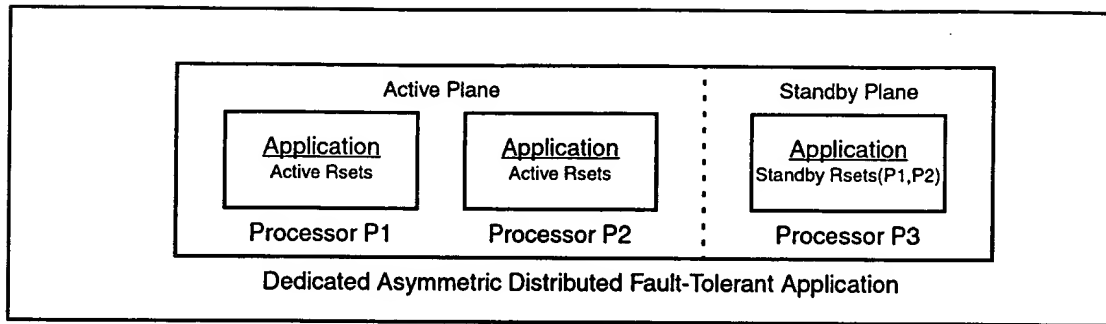 Active Plane
Standby Plane
Application
Active Rsets
Application
Active Rsets
Application
Standby Rsets(P1,P2)
Processor P1
Processor P2
Processor P3
Dedicated Asymmetric Distributed Fault-Tolerant Application